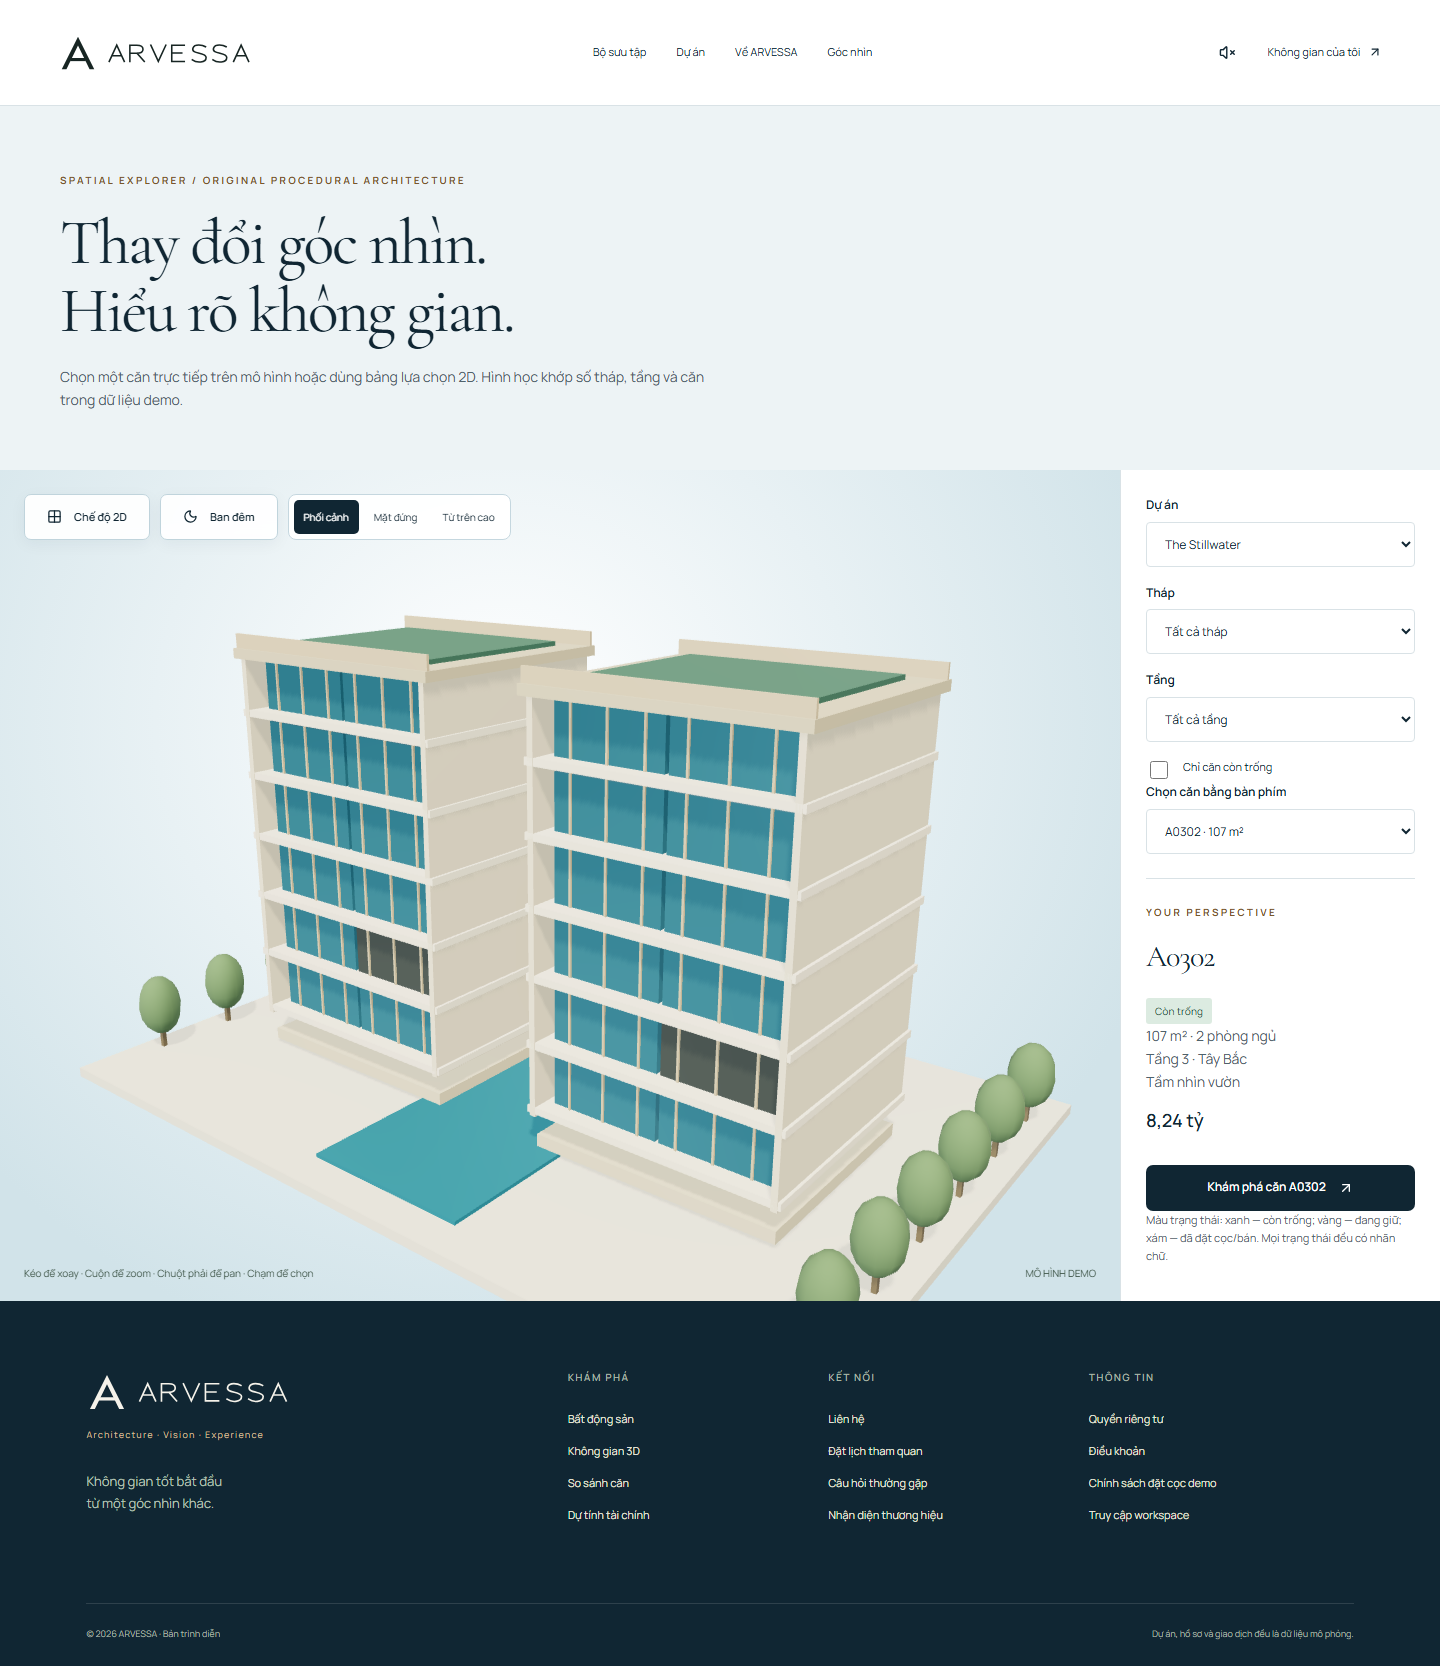 ARVESSA
Bộ sưu tập
Dự án
Về ARVESSA
Góc nhìn
Không gian của tôi
SPATIAL EXPLORER / ORIGINAL PROCEDURAL ARCHITECTURE
Thay đổi góc nhìn.
Hiểu rõ không gian.
Chọn một căn trực tiếp trên mô hình hoặc dùng bảng lựa chọn 2D. Hình học khớp số tháp, tầng và căn
trong dữ liệu demo.
Chế độ 2D
Ban đêm
Phối cảnh
Mặt đứng
Từ trên cao
Kéo để xoay · Cuộn để zoom · Chuột phải để pan · Chạm để chọn
MÔ HÌNH DEMO
Dự án
The Stillwater
Tháp
Tất cả tháp
Tầng
Tất cả tầng
Chỉ căn còn trống
Chọn căn bằng bàn phím
A0302 · 107 m²
YOUR PERSPECTIVE
A0302
Còn trống
107 m² · 2 phòng ngủ
Tầng 3 · Tây Bắc
Tầm nhìn vườn
8,24 tỷ
Khám phá căn A0302
Màu trạng thái: xanh — còn trống; vàng — đang giữ;
xám — đã đặt cọc/bán. Mọi trạng thái đều có nhãn
chữ.
ARVESSA
Architecture · Vision · Experience
Không gian tốt bắt đầu
từ một góc nhìn khác.
KHÁM PHÁ
Bất động sản
Không gian 3D
So sánh căn
Dự tính tài chính
KẾT NỐI
Liên hệ
Đặt lịch tham quan
Câu hỏi thường gặp
Nhận diện thương hiệu
THÔNG TIN
Quyền riêng tư
Điều khoản
Chính sách đặt cọc demo
Truy cập workspace
© 2026 ARVESSA · Bản trình diễn
Dự án, hồ sơ và giao dịch đều là dữ liệu mô phỏng.